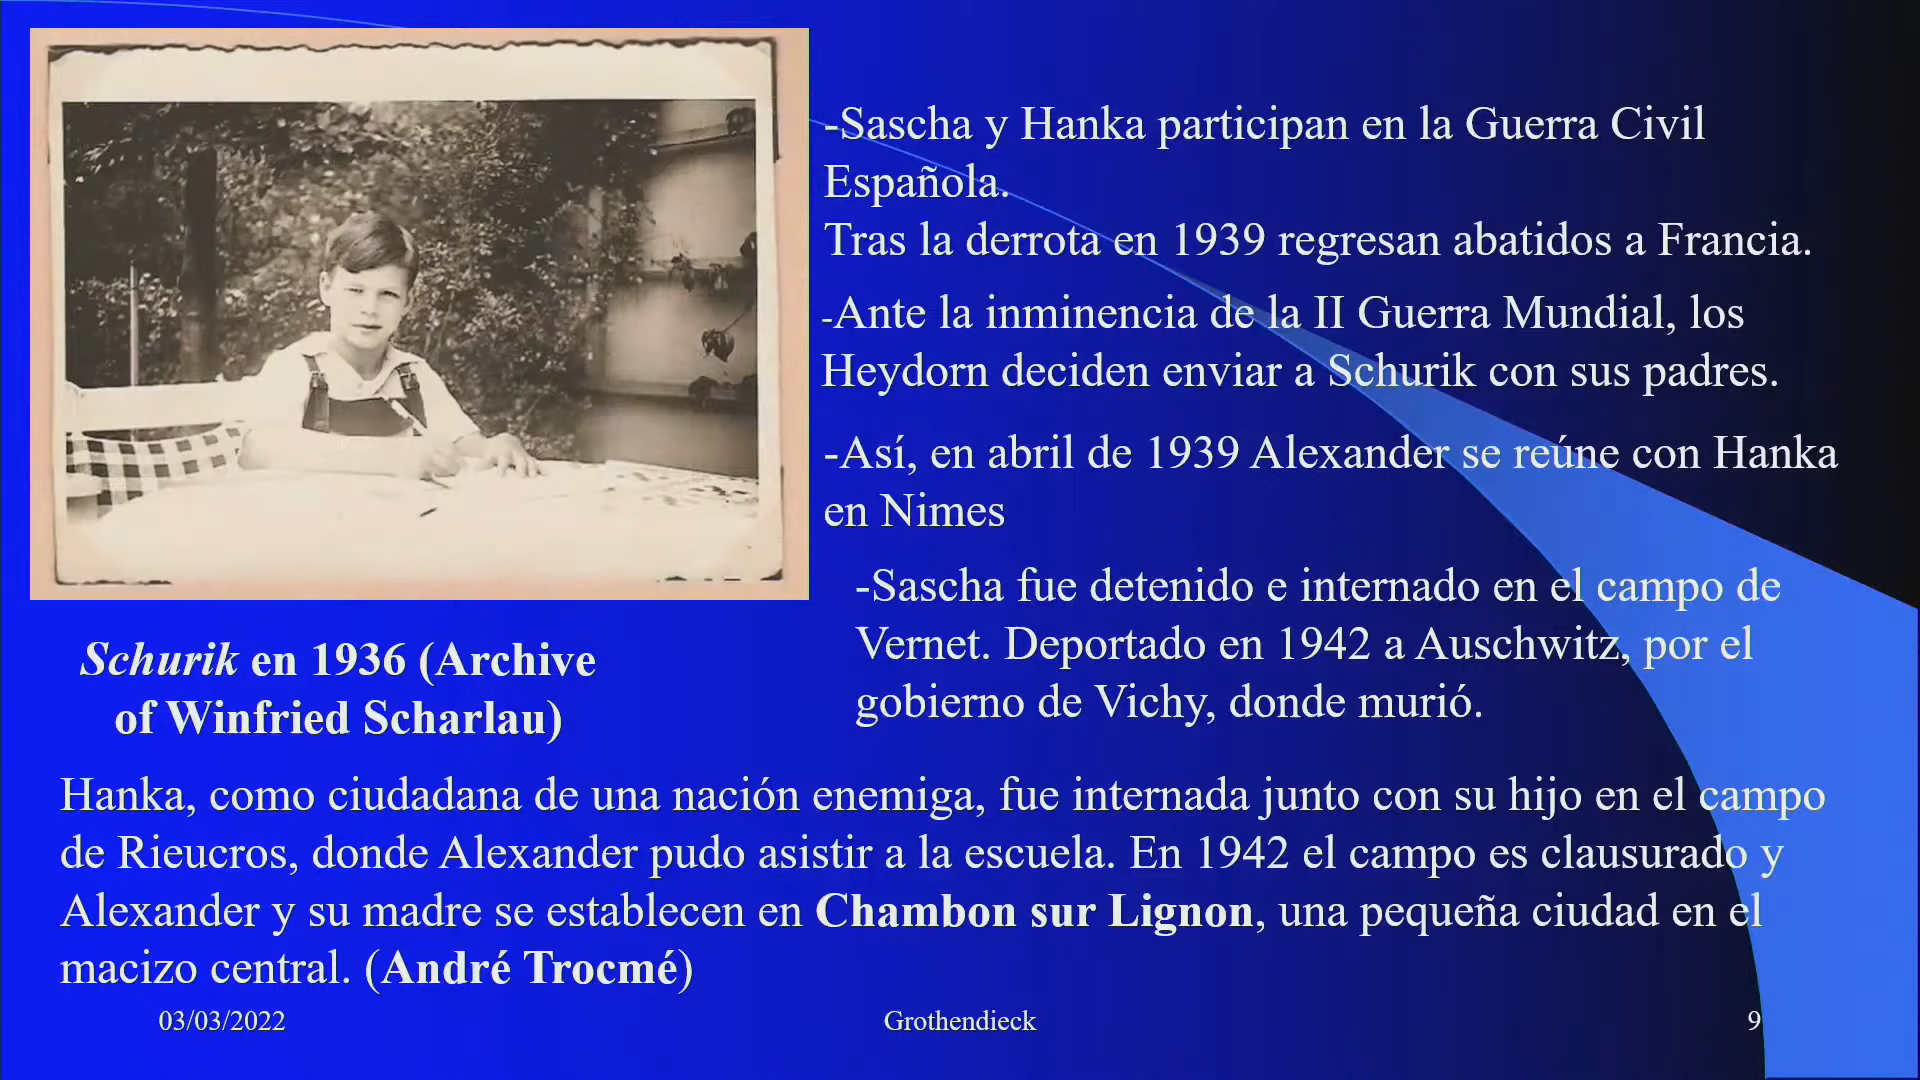 -Sascha y Hanka participan en la Guerra Civil
Española.
Tras la derrota en 1939 regresan abatidos a Francia.
-Ante la inminencia de la II Guerra Mundial, los
Heydorn deciden enviar a Schurik con sus padres.
-Así, en abril de 1939 Alexander se reúne con Hanka
en Nimes
-Sascha fue detenido e internado en el campo de
Vernet. Deportado en 1942 a Auschwitz, por el
gobierno de Vichy, donde murió.
Schurik en 1936 (Archive
of Winfried Scharlau)
Hanka, como ciudadana de una nación enemiga, fue internada junto con su hijo en el campo
de Rieucros, donde Alexander pudo asistir a la escuela. En 1942 el campo es clausurado y
Alexander y su madre se establecen en Chambon sur Lignon, una pequeña ciudad en el
macizo central. (André Trocmé)
03/03/2022
Grothendieck
9